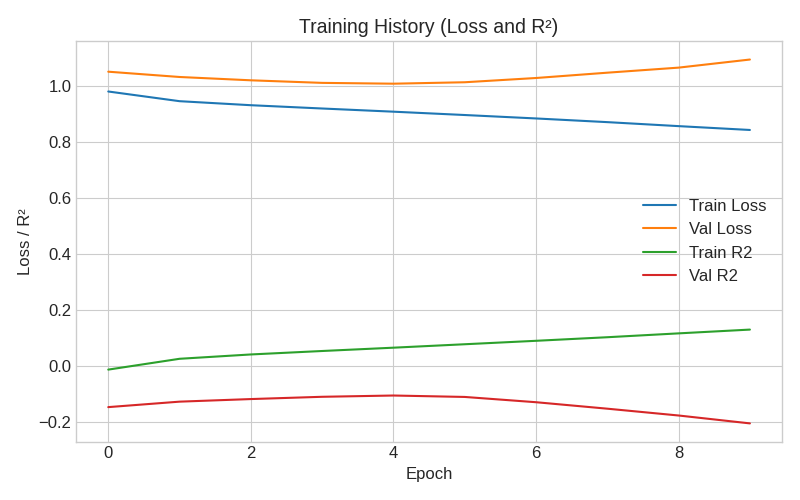 Training History (Loss and R²)
Loss / R²
1.0
0.8
0.6
0.4
0.2
0.0
−0.2
Train Loss
Val Loss
Train R2
Val R2
0 2 4 6 8
Epoch